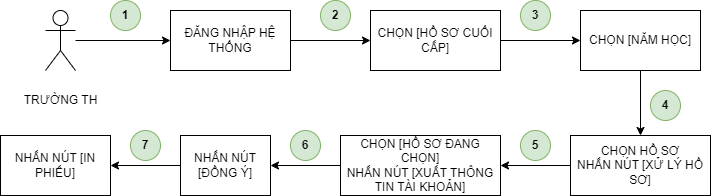 1
ĐĂNG NHẬP HỆ
THỐNG
2
CHỌN [HỒ SƠ CUỐI
CẤP]
3
CHỌN [NĂM HỌC]
TRƯỜNG TH
4
CHỌN HỒ SƠ
NHẤN NÚT [XỬ LÝ HỒ
SƠ]
5
CHỌN [HỒ SƠ ĐANG
CHỌN]
NHẤN NÚT [XUẤT THÔNG
TIN TÀI KHOẢN]
6
NHẤN NÚT
[ĐỒNG Ý]
7
NHẤN NÚT [IN
PHIẾU]